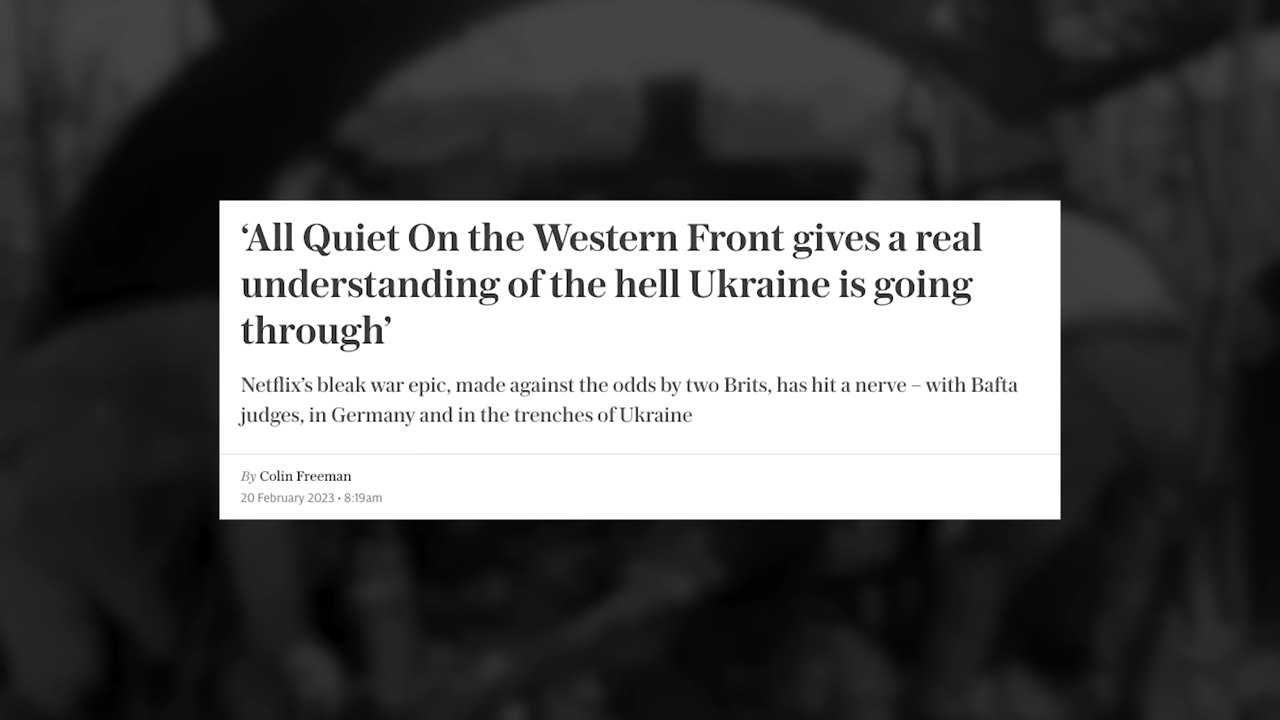 ‘All Quiet On the Western Front gives a real
understanding of the hell Ukraine is going
through’
Netflix’s bleak war epic, made against the odds by two Brits, has hit a nerve – with Bafta
judges, in Germany and in the trenches of Ukraine
By Colin Freeman
20 February 2023 • 8:19am